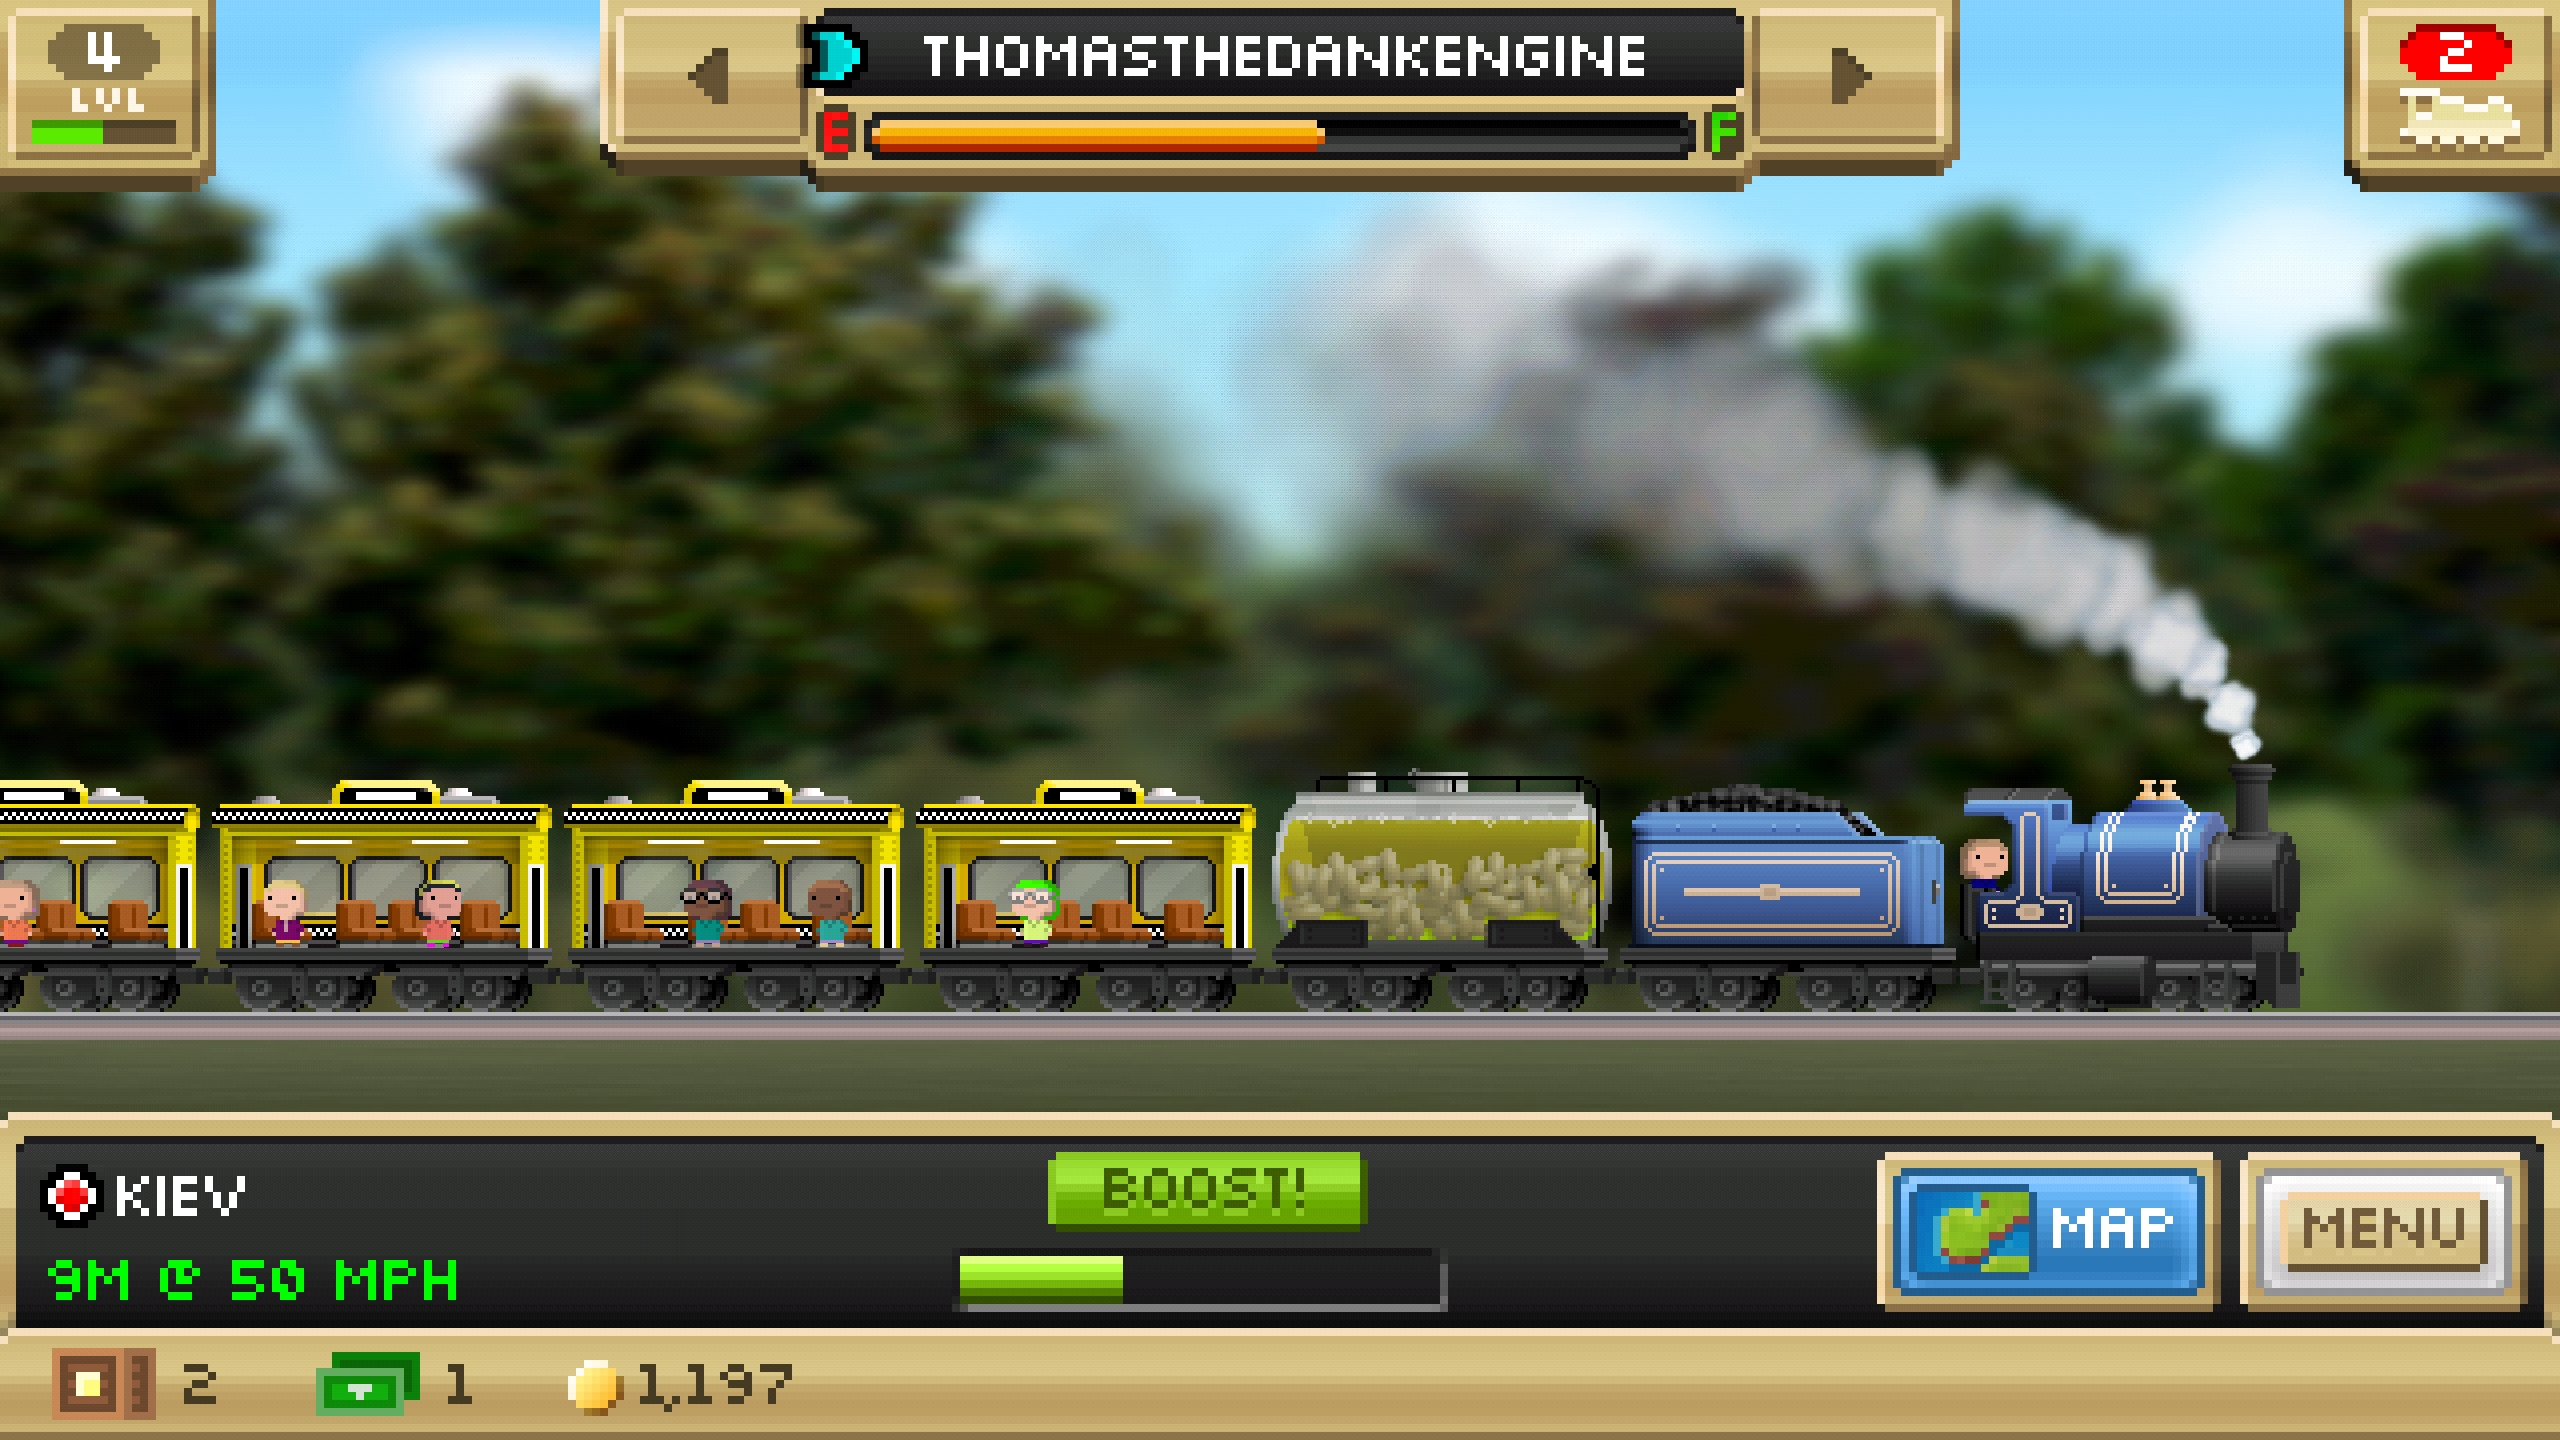 4
LVL
THOMASTHEDANKENGINE
E F
2
KIEV
BOOST!
9M @ 50 MPH
MAP
MENU
2
1
1,197